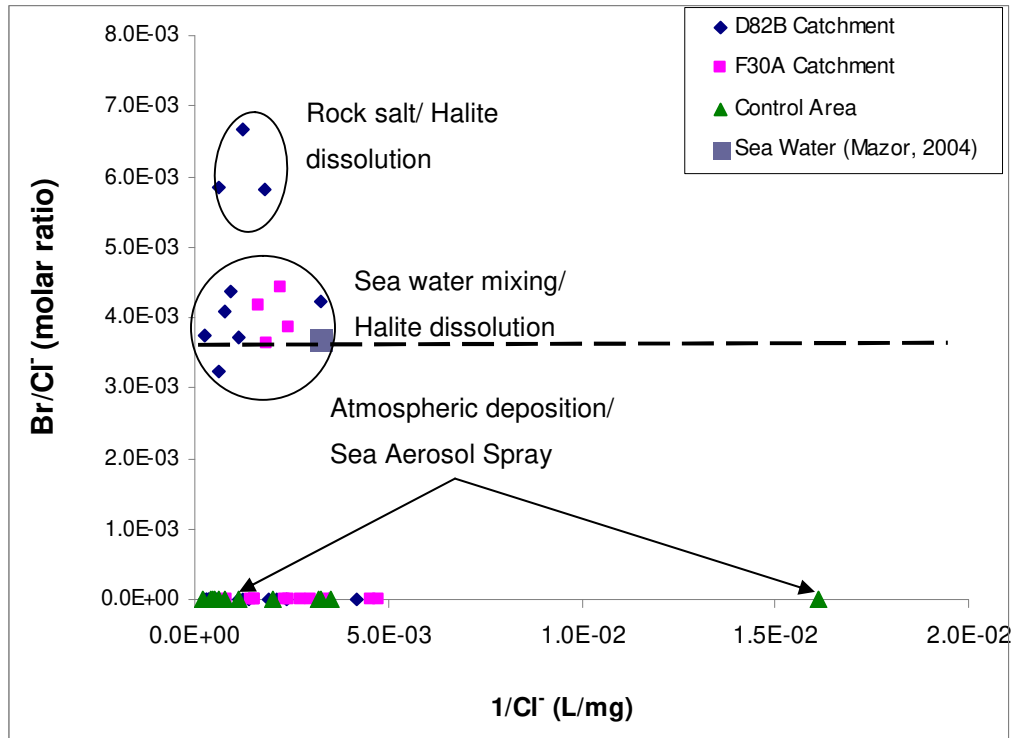 8.0E-03
7.0E-03
6.0E-03
5.0E-03
4.0E-03
3.0E-03
2.0E-03
1.0E-03
0.0E+00
Br/Cl⁻ (molar ratio)
D82B Catchment
F30A Catchment
Control Area
Sea Water (Mazor, 2004)
Rock salt/ Halite
dissolution
Sea water mixing/
Halite dissolution
Atmospheric deposition/
Sea Aerosol Spray
0.0E+00 5.0E-03 1.0E-02 1.5E-02 2.0E-02
1/Cl⁻ (L/mg)